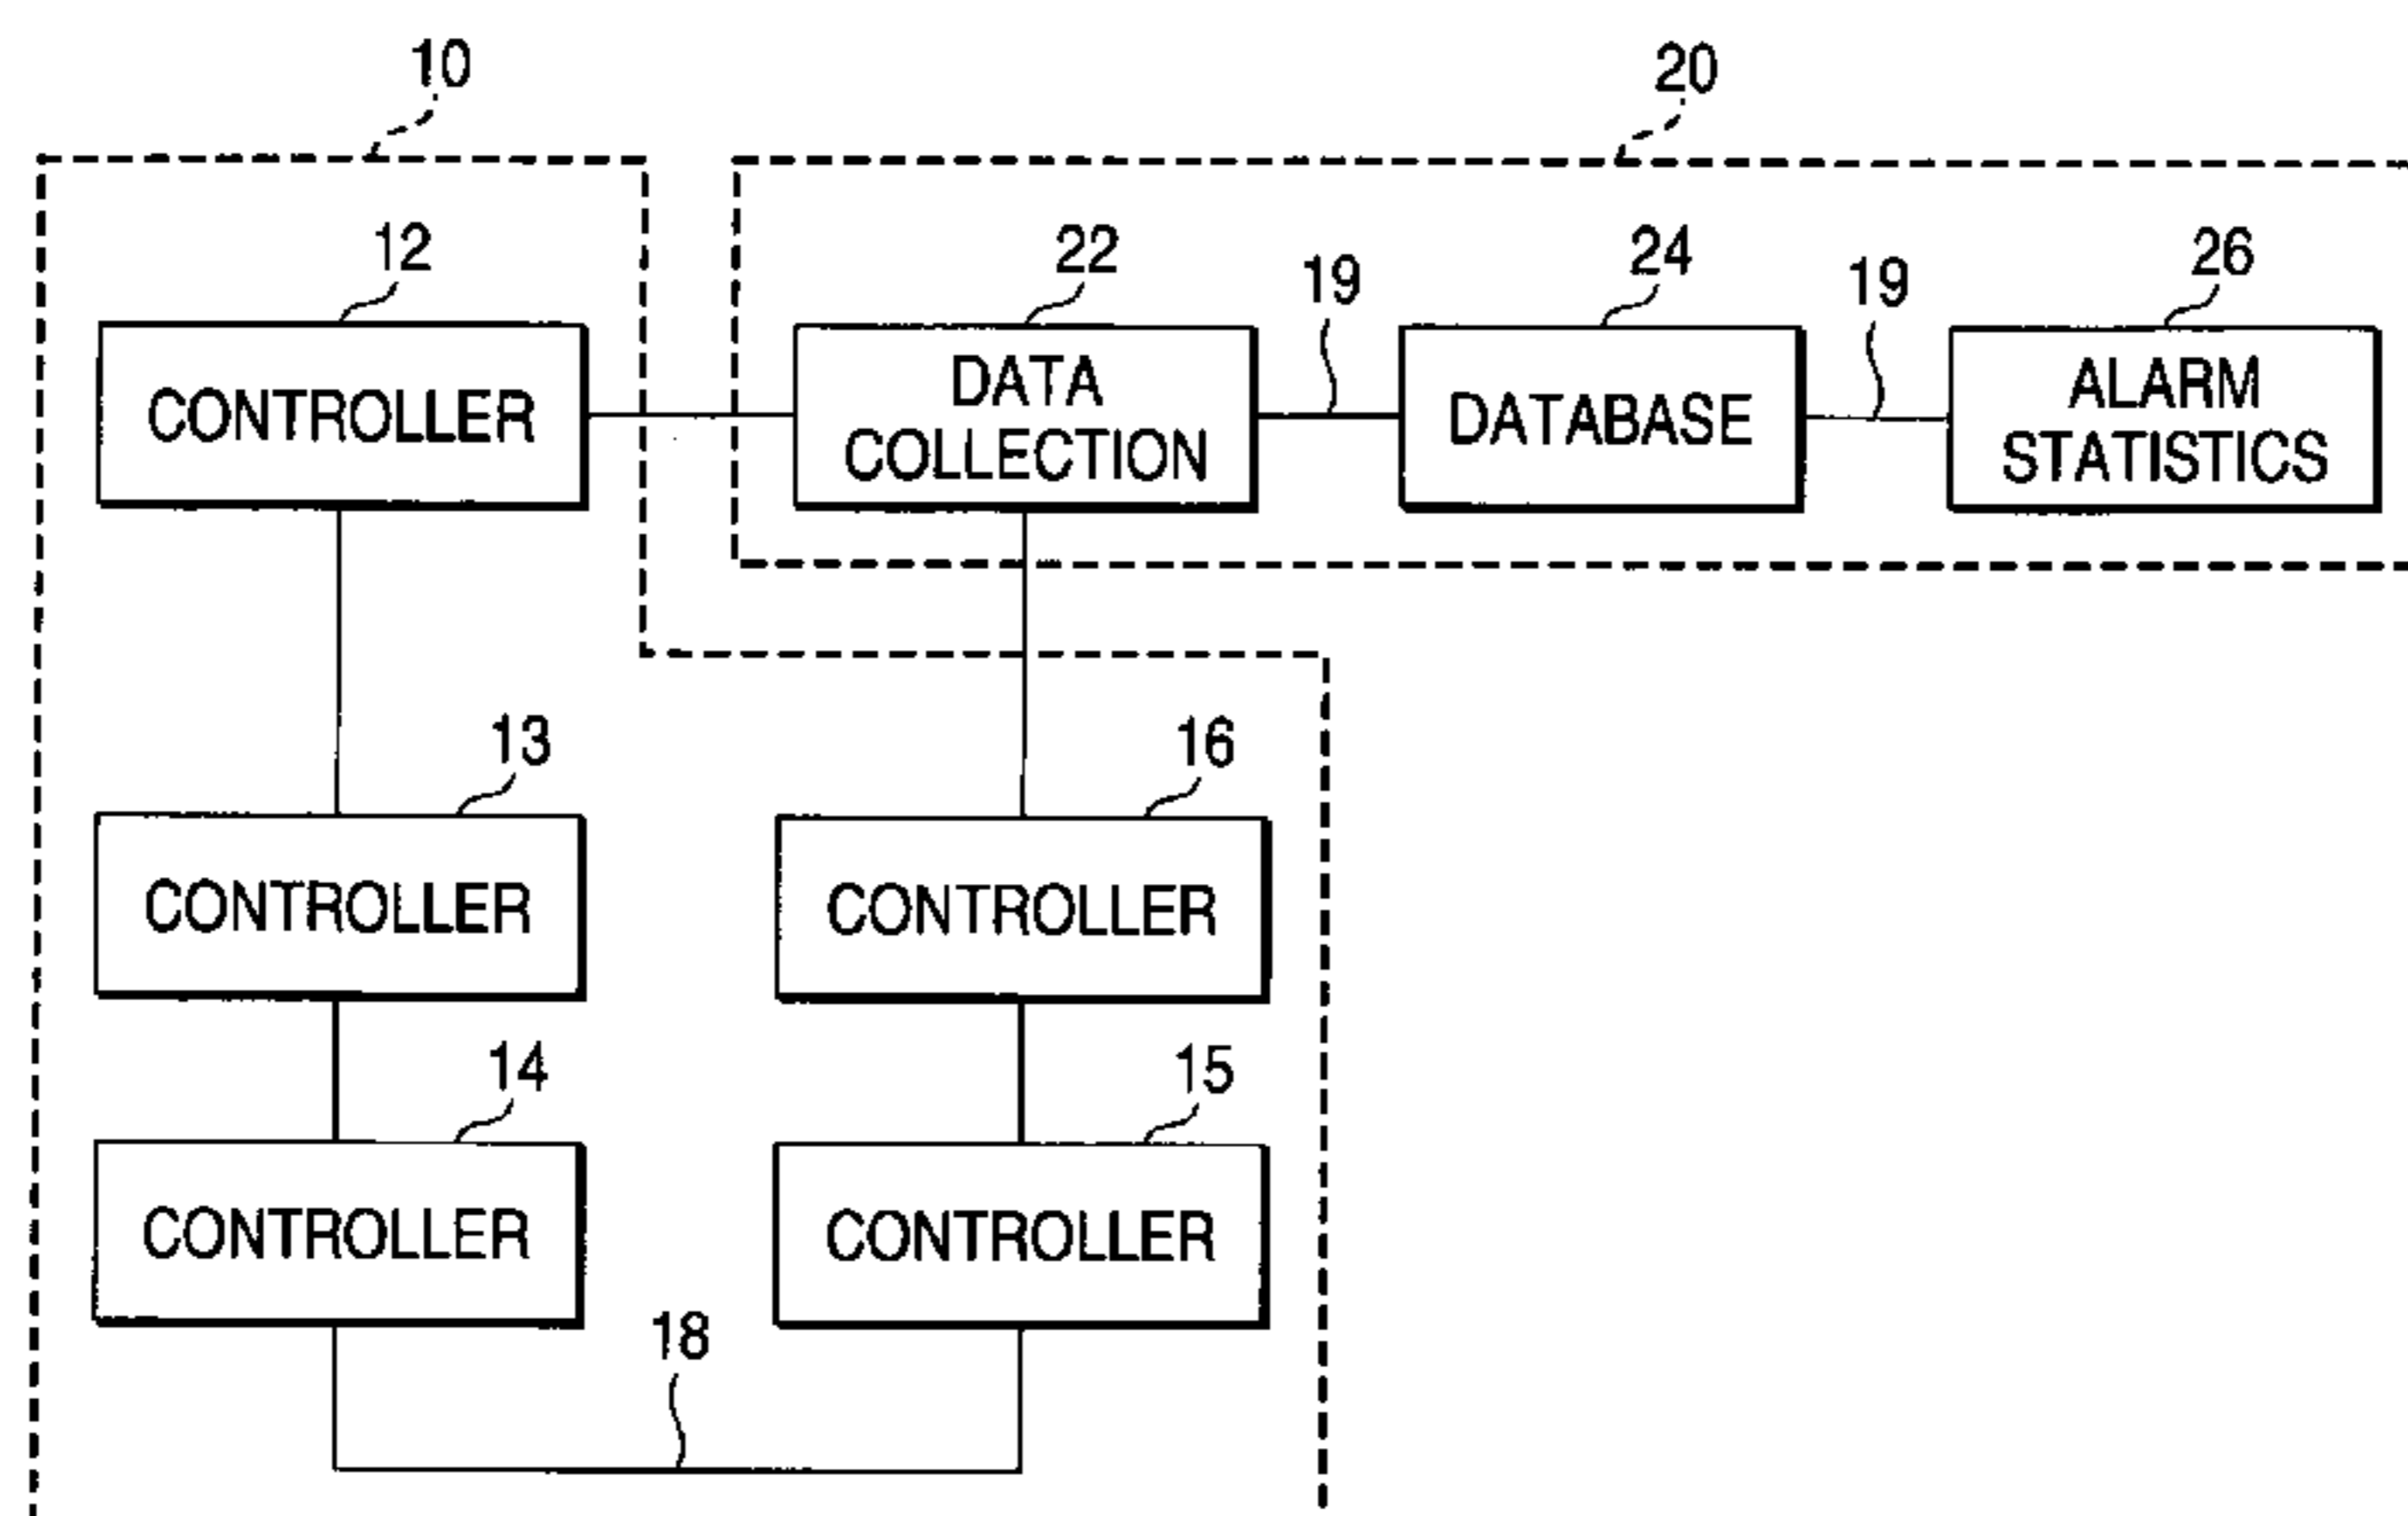 10
20
12
22
19
24
19
26
CONTROLLER
DATA
COLLECTION
DATABASE
ALARM
STATISTICS
13
16
CONTROLLER
CONTROLLER
14
15
CONTROLLER
CONTROLLER
18